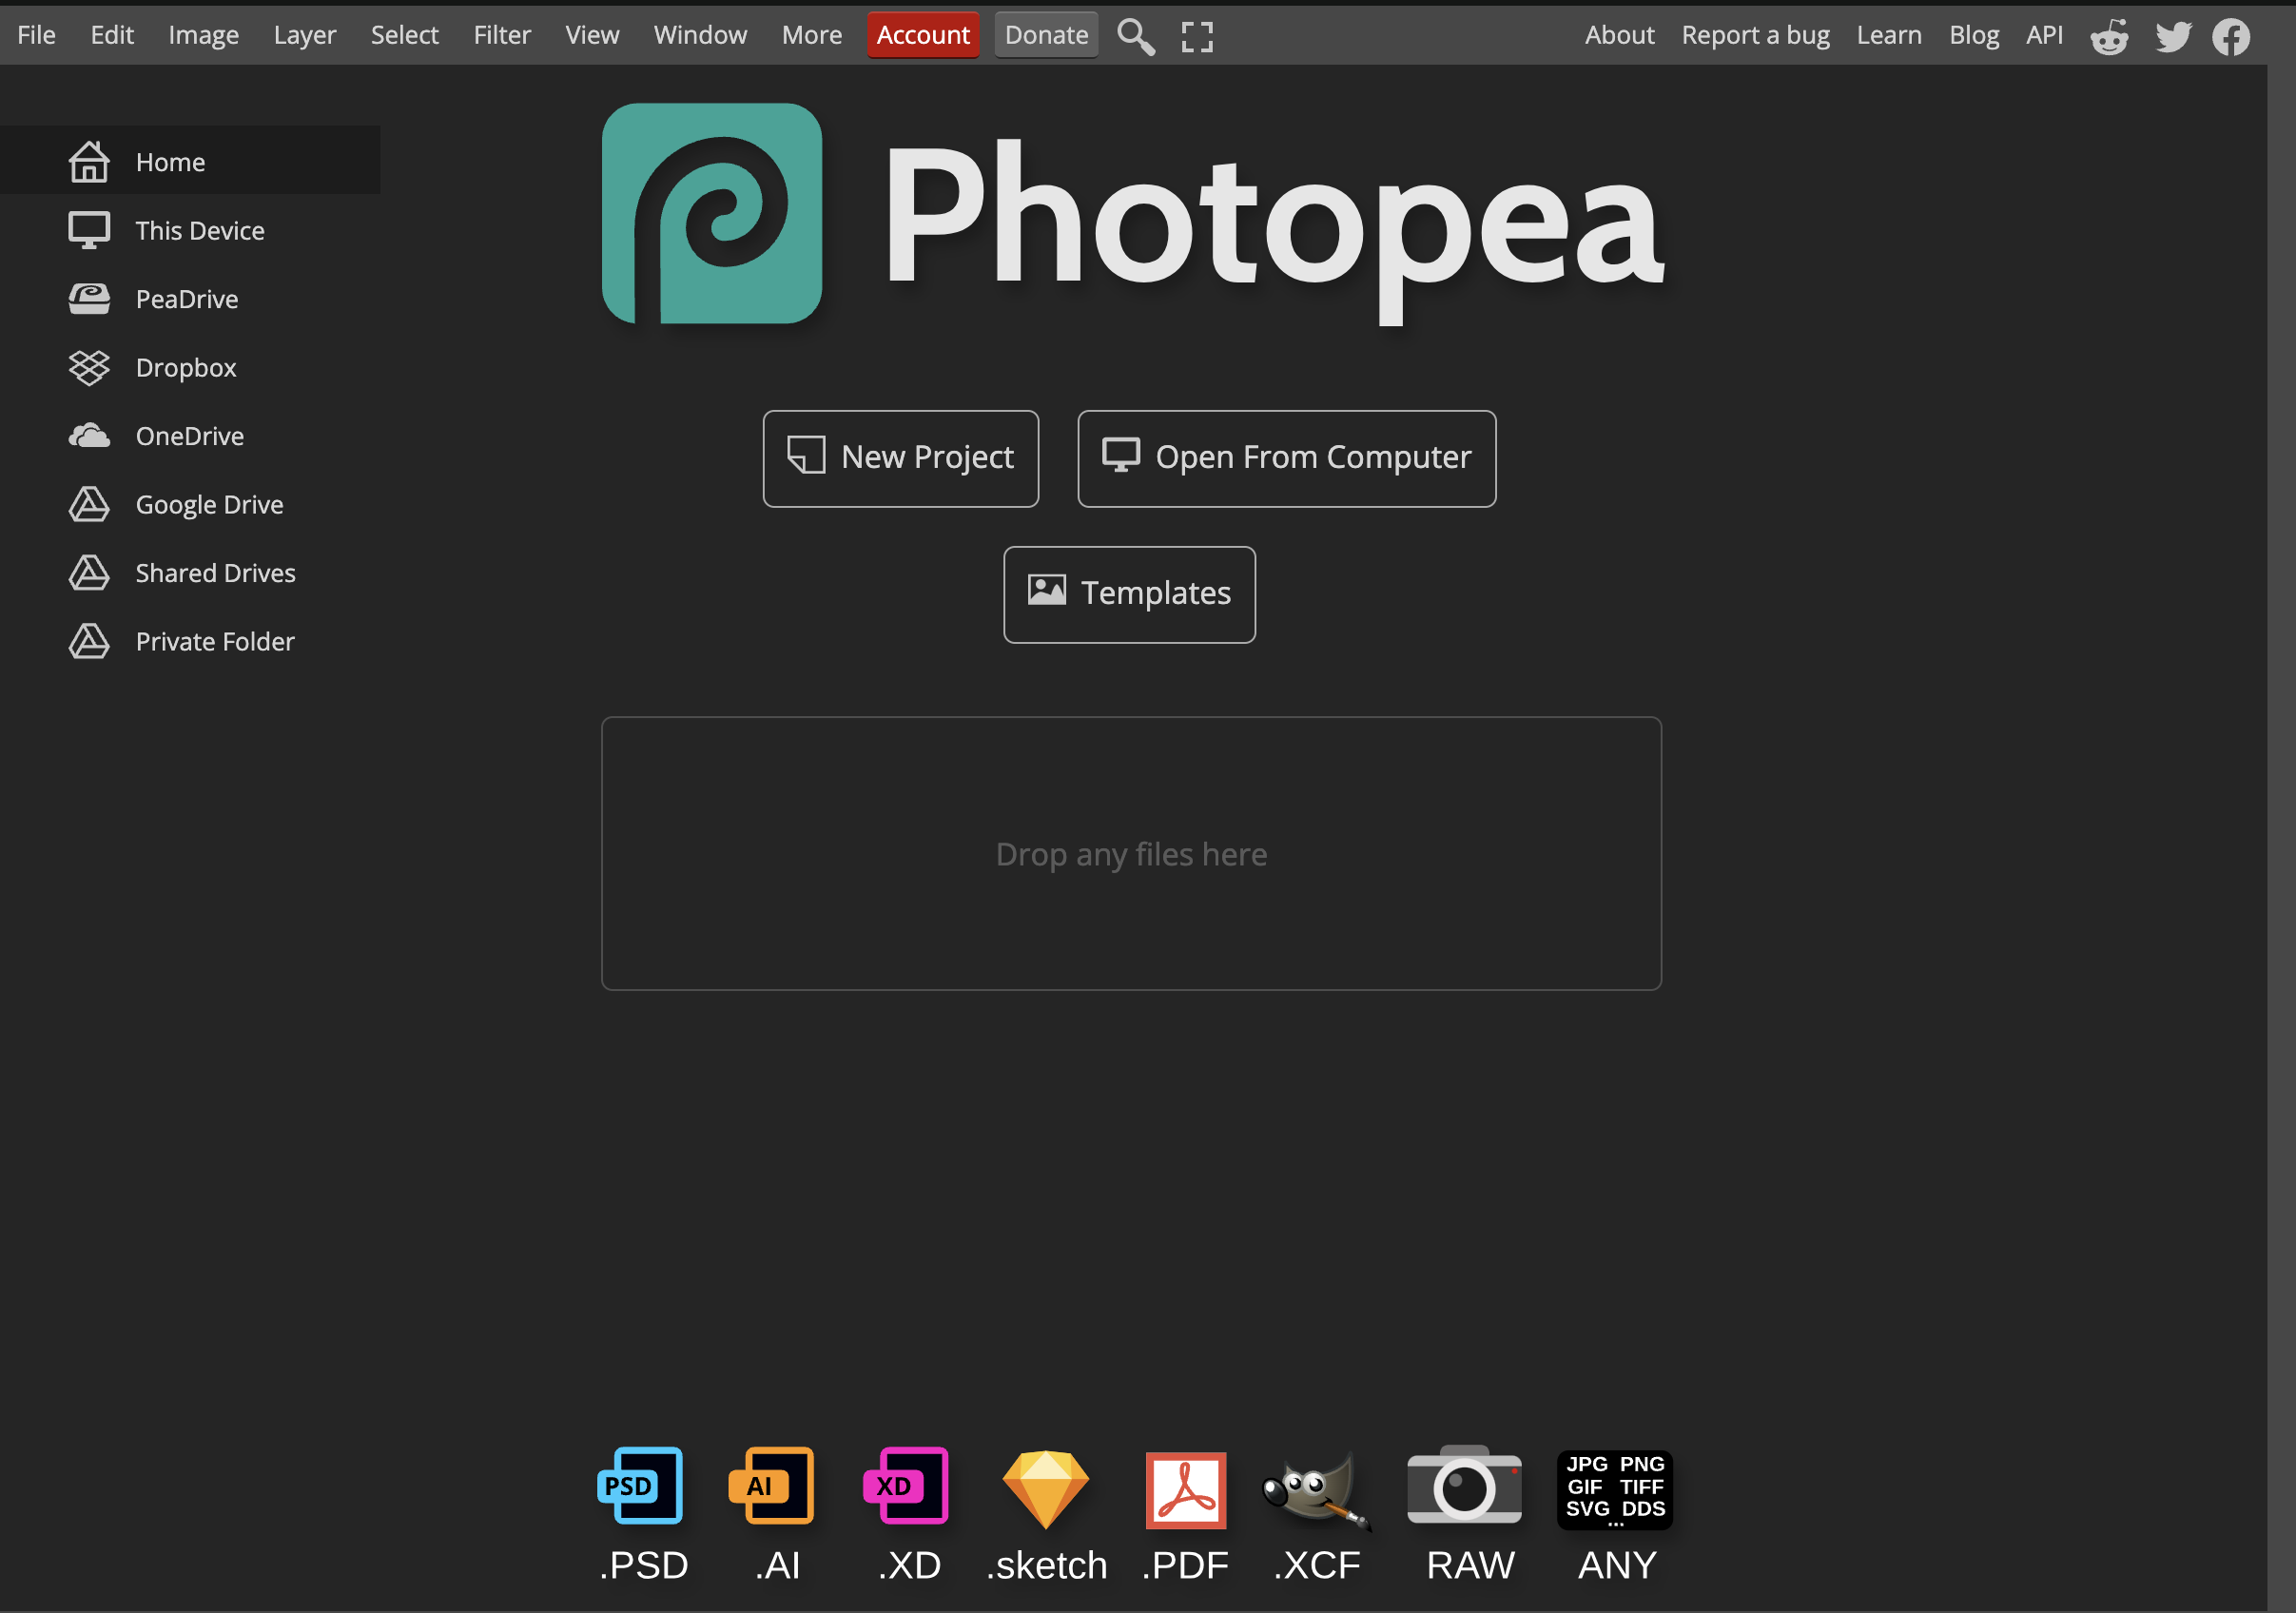 File Edit Image Layer Select Filter View Window More Account Donate About Report a bug Learn Blog API
Home
This Device
PeaDrive
Dropbox
OneDrive
Google Drive
Shared Drives
Private Folder
Photopea
New Project Open From Computer
Templates
Drop any files here
PSD AI XD
JPG PNG
GIF TIFF
SVG DDS
...
.PSD .AI .XD .sketch .PDF .XCF RAW ANY